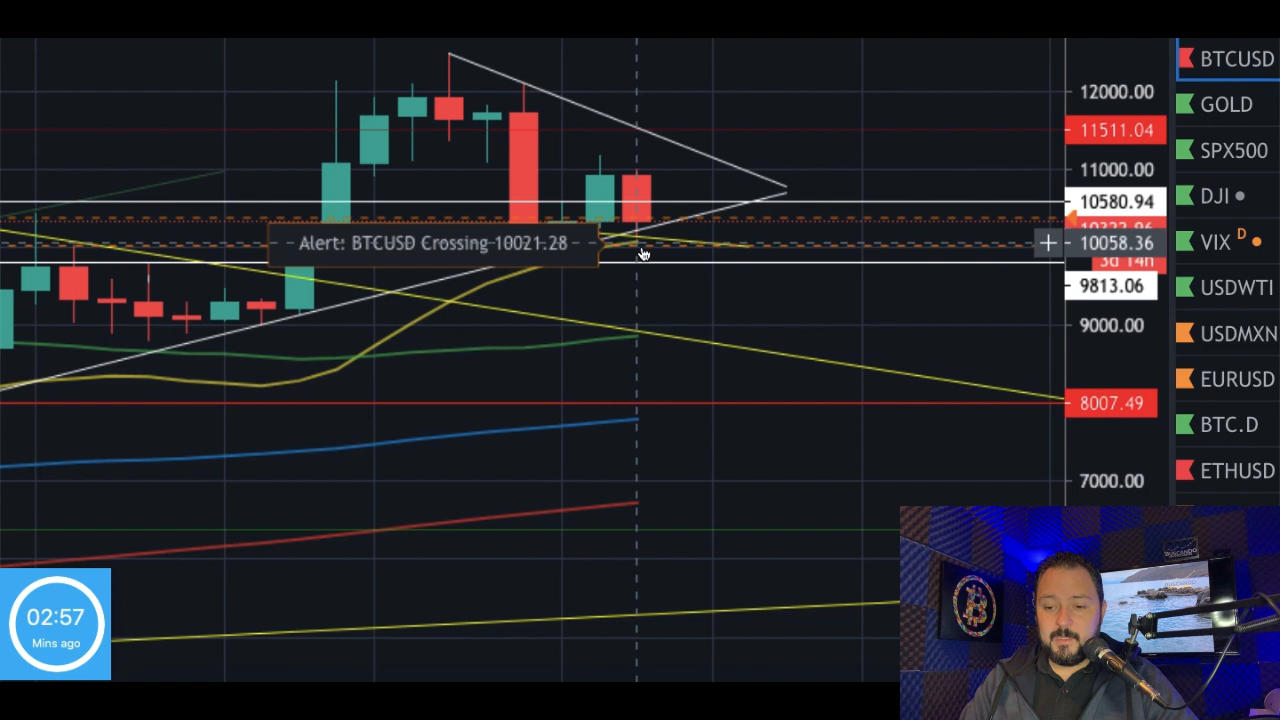 12000.00
11511.04
11000.00
10580.94
10058.36
3d 14h
9813.06
9000.00
8007.49
7000.00
Alert: BTCUSD Crossing 10021.28
BTCUSD
GOLD
SPX500
DJI
VIX D
USDWTI
USDMXN
EURUSD
BTC.D
ETHUSD
02:57
Mins ago
BUSCANDO